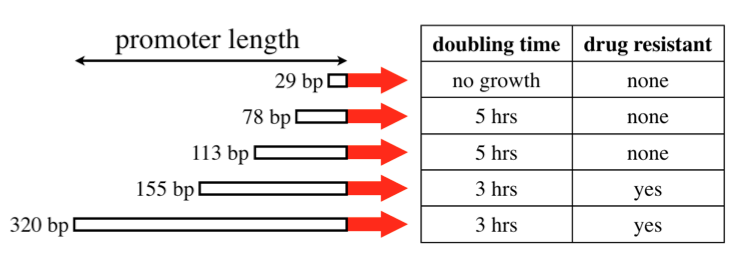 promoter length
doubling time drug resistant
29 bp no growth none
78 bp 5 hrs none
113 bp 5 hrs none
155 bp 3 hrs yes
320 bp 3 hrs yes